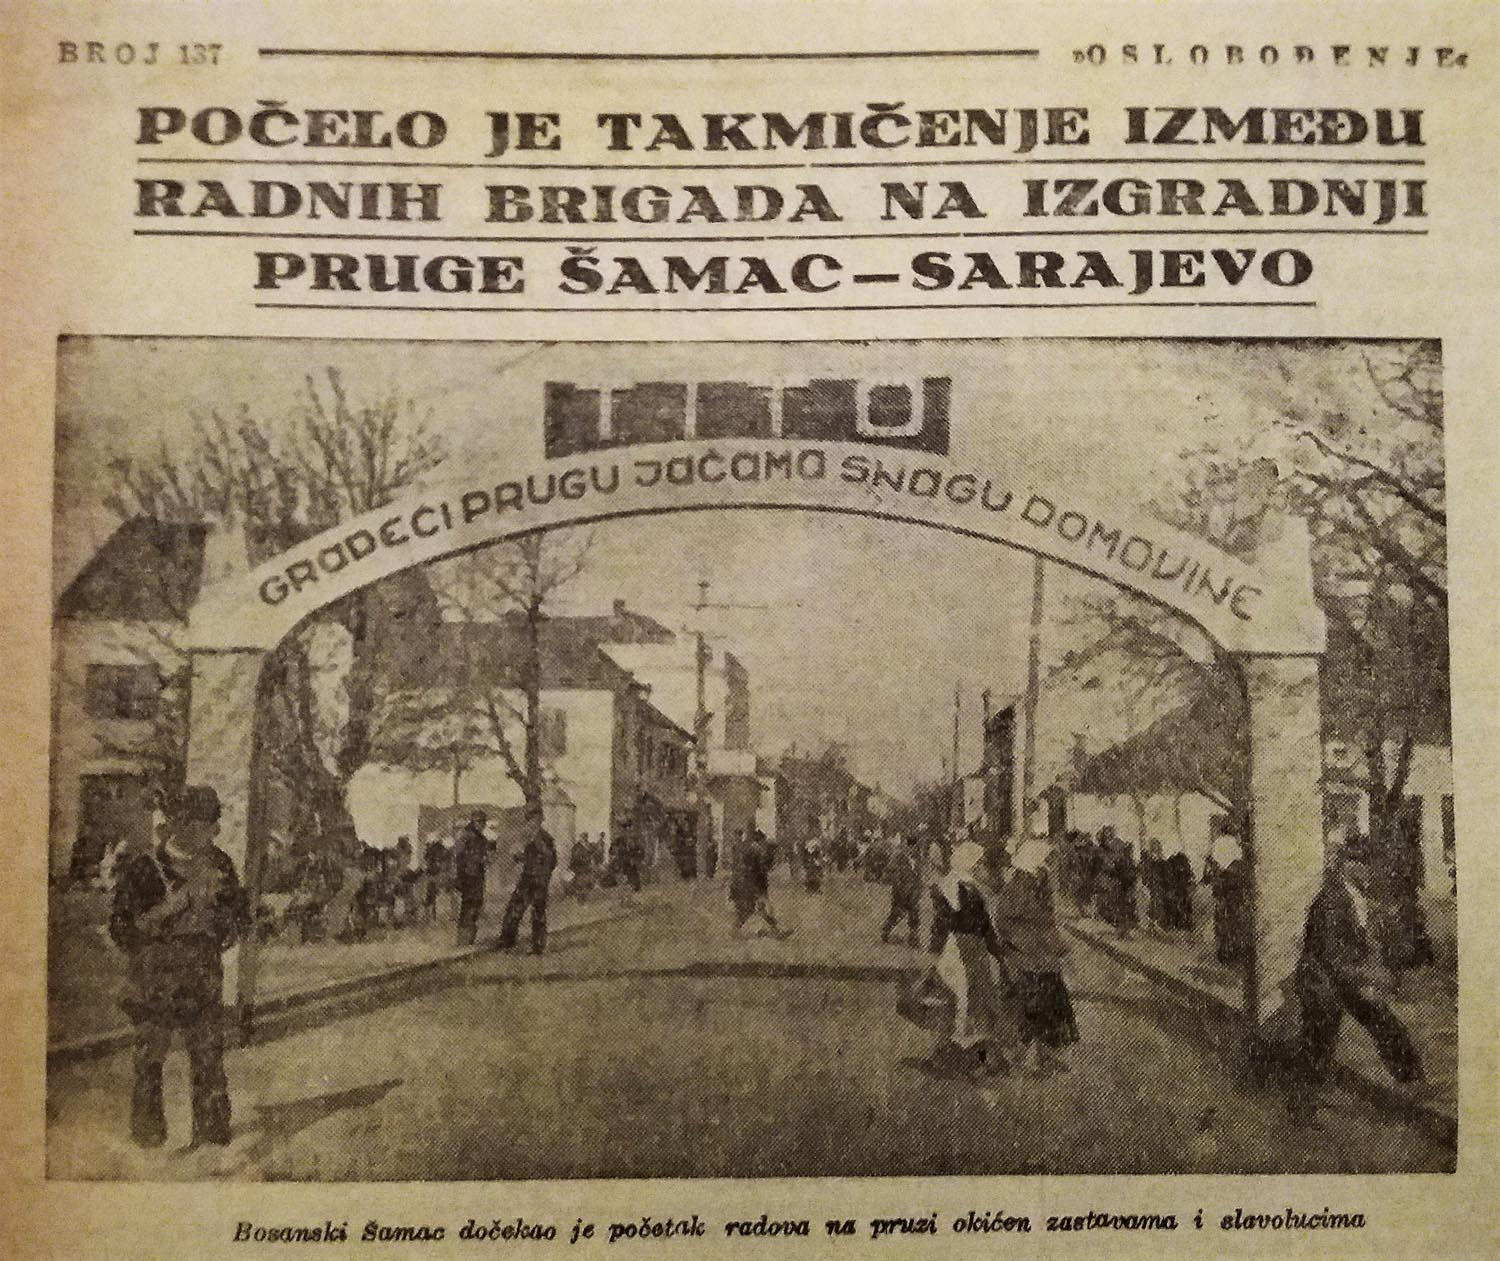 BROJ 137
»OSLOBOĐENJE«
POČELO JE TAKMIČENJE IZMEĐU
RADNIH BRIGADA NA IZGRADNJI
PRUGE ŠAMAC—SARAJEVO
TITO
GRADEĆI PRUGU JAČAMO SNAGU DOMOVINE
Bosanski Šamac dočekao je početak radova na pruzi okićen zastavama i slavolucima